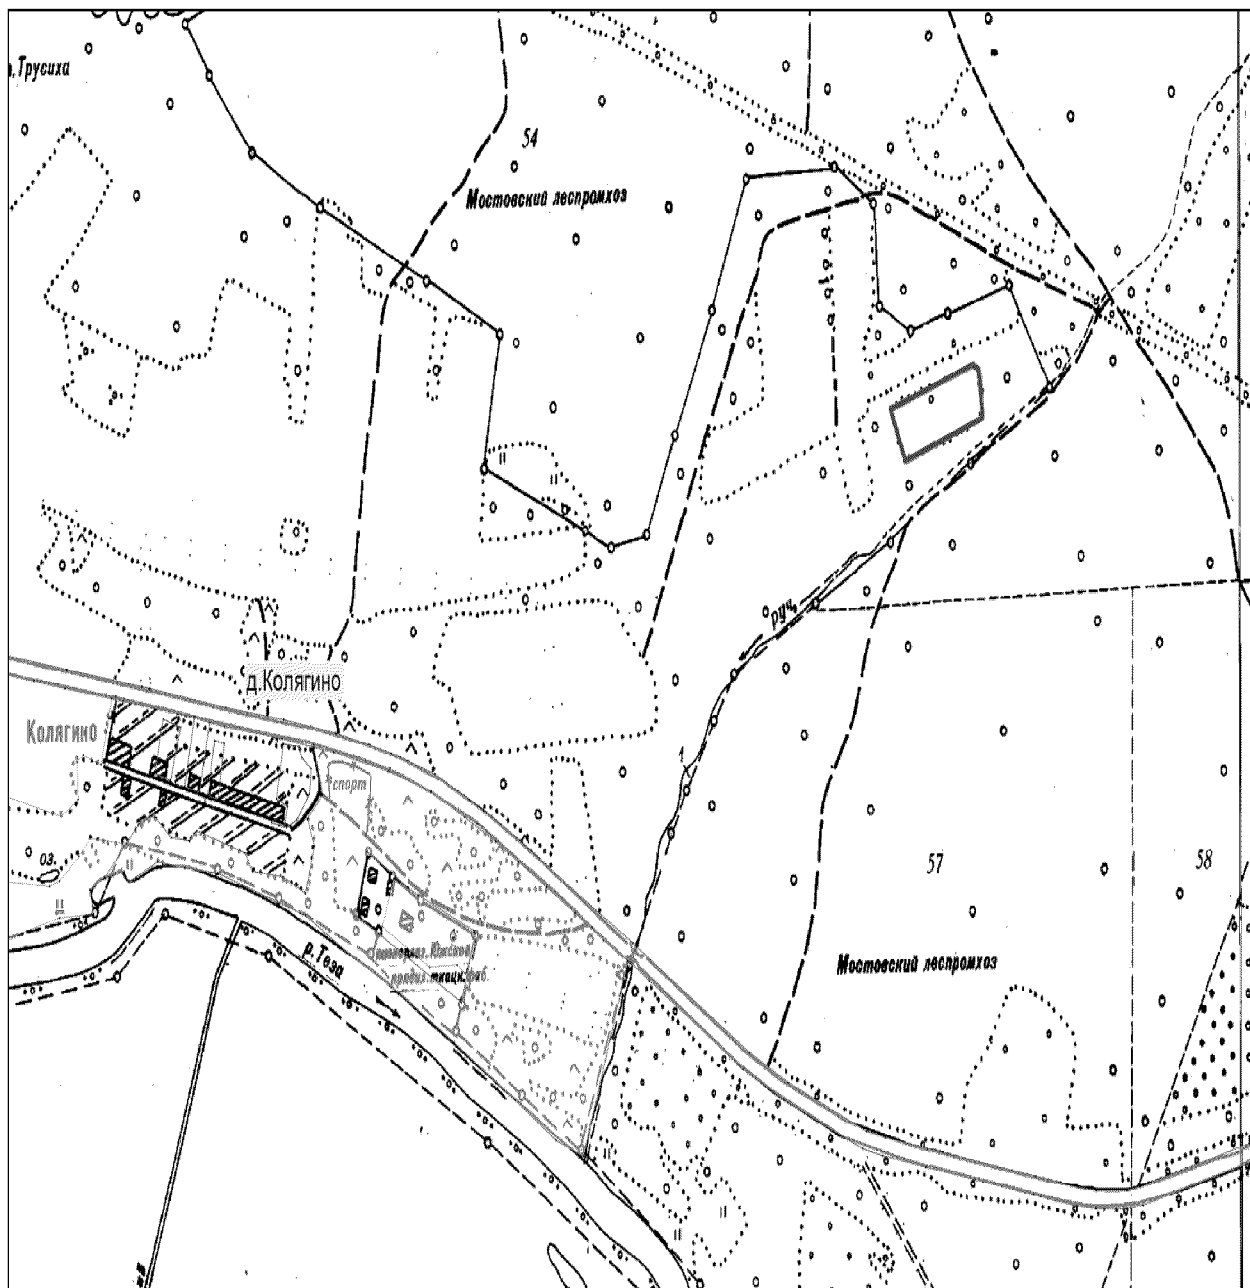 Трусиха
54
Мостовский леспромхоз
руч.
д.Колягино
Колягино
спорт
оз.
57
58
р. Теза
Мостовский леспромхоз